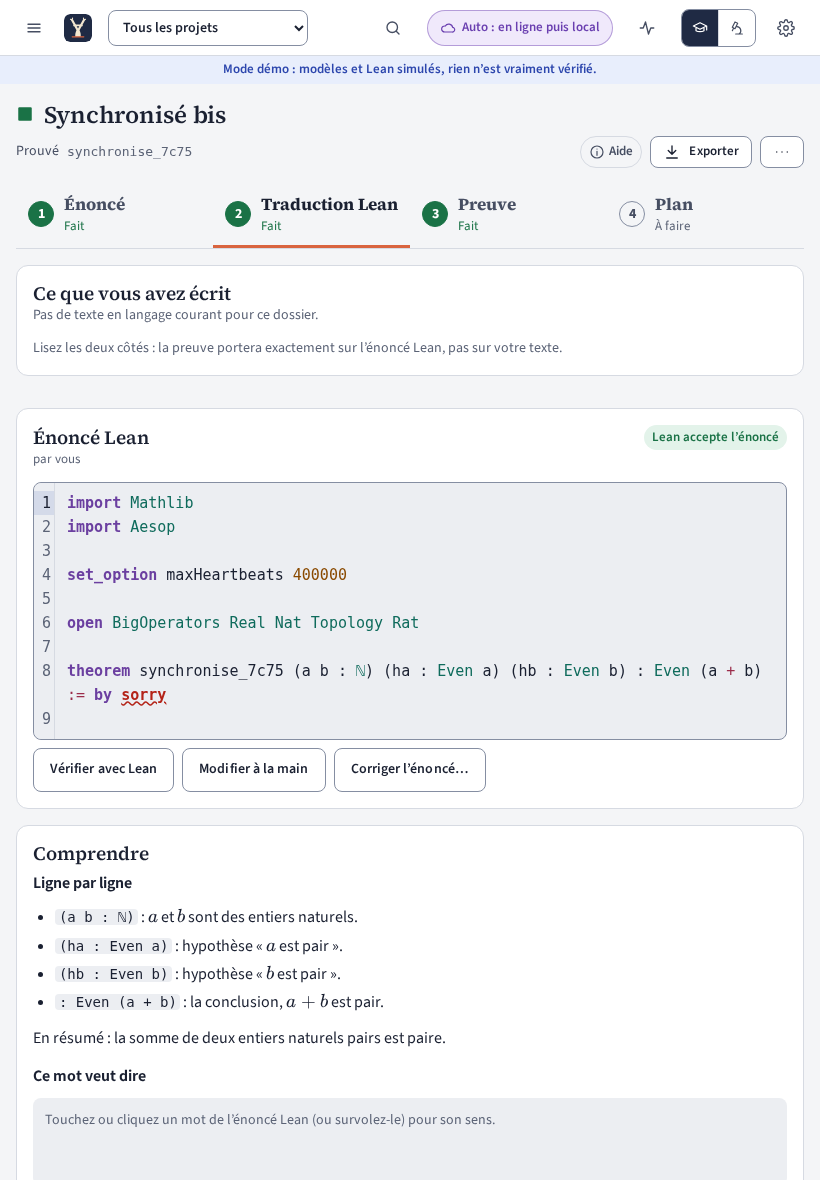 Tous les projets
Auto : en ligne puis local
Mode démo : modèles et Lean simulés, rien n’est vraiment vérifié.
Synchronisé bis
Prouvé synchronise_7c75
Aide
Exporter
...
1 Énoncé
Fait
2 Traduction Lean
Fait
3 Preuve
Fait
4 Plan
À faire
Ce que vous avez écrit
Pas de texte en langage courant pour ce dossier.
Lisez les deux côtés : la preuve portera exactement sur l’énoncé Lean, pas sur votre texte.
Énoncé Lean
Lean accepte l’énoncé
par vous
1 import Mathlib
2 import Aesop
3
4 set_option maxHeartbeats 400000
5
6 open BigOperators Real Nat Topology Rat
7
8 theorem synchronise_7c75 (a b : ℕ) (ha : Even a) (hb : Even b) : Even (a + b)
:= by sorry
9
Vérifier avec Lean
Modifier à la main
Corriger l’énoncé…
Comprendre
Ligne par ligne
• (a b : ℕ) : a et b sont des entiers naturels.
• (ha : Even a) : hypothèse « a est pair ».
• (hb : Even b) : hypothèse « b est pair ».
• : Even (a + b) : la conclusion, a + b est pair.
En résumé : la somme de deux entiers naturels pairs est paire.
Ce mot veut dire
Touchez ou cliquez un mot de l’énoncé Lean (ou survolez-le) pour son sens.